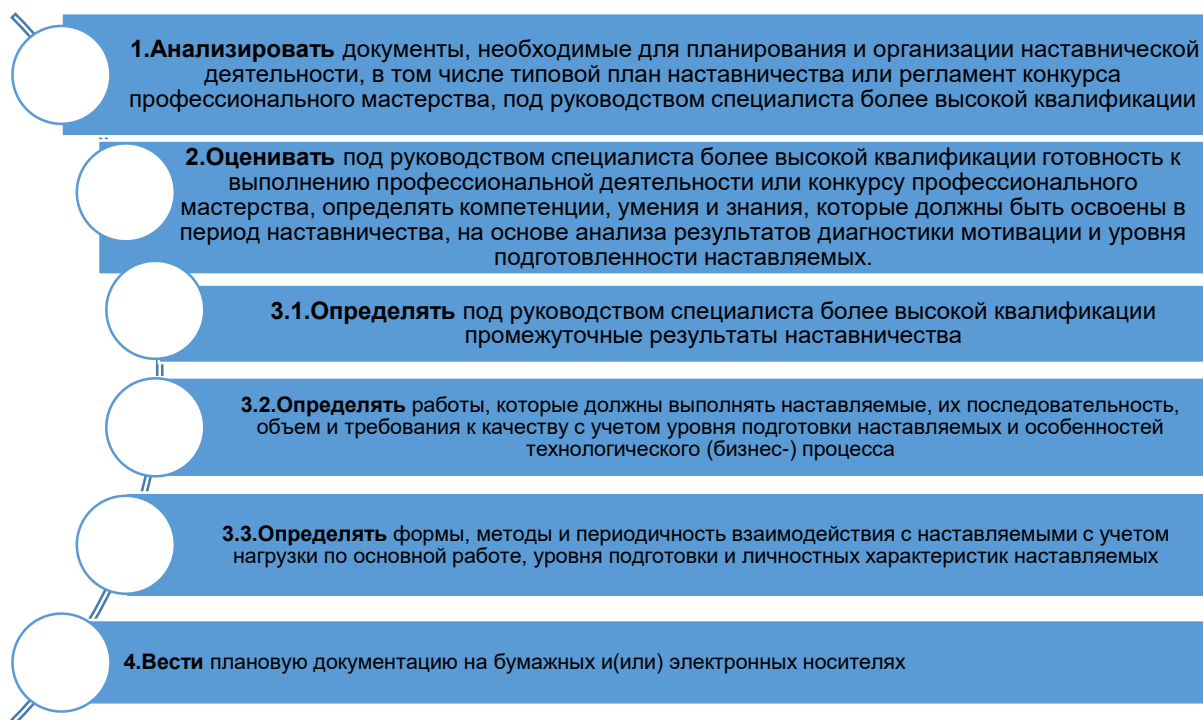 1.Анализировать документы, необходимые для планирования и организации наставнической
деятельности, в том числе типовой план наставничества или регламент конкурса
профессионального мастерства, под руководством специалиста более высокой квалификации
2.Оценивать под руководством специалиста более высокой квалификации готовность к
выполнению профессиональной деятельности или конкурсу профессионального
мастерства, определять компетенции, умения и знания, которые должны быть освоены в
период наставничества, на основе анализа результатов диагностики мотивации и уровня
подготовленности наставляемых.
3.1.Определять под руководством специалиста более высокой квалификации
промежуточные результаты наставничества
3.2.Определять работы, которые должны выполнять наставляемые, их последовательность,
объем и требования к качеству с учетом уровня подготовки наставляемых и особенностей
технологического (бизнес-) процесса
3.3.Определять формы, методы и периодичность взаимодействия с наставляемыми с учетом
нагрузки по основной работе, уровня подготовки и личностных характеристик наставляемых
4.Вести плановую документацию на бумажных и(или) электронных носителях